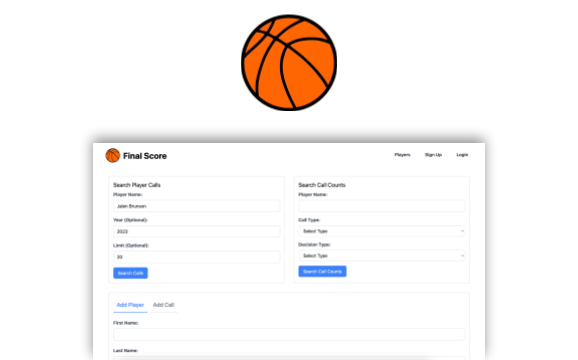 Final Score
Players Sign Up Login
Search Player Calls
Player Name:
Jalen Brunson
Year (Optional):
2023
Limit (Optional):
20
Search Calls
Search Call Counts
Player Name:
Call Type:
Select Type
Decision Type:
Select Type
Search Call Counts
Add Player Add Call
First Name:
Last Name: